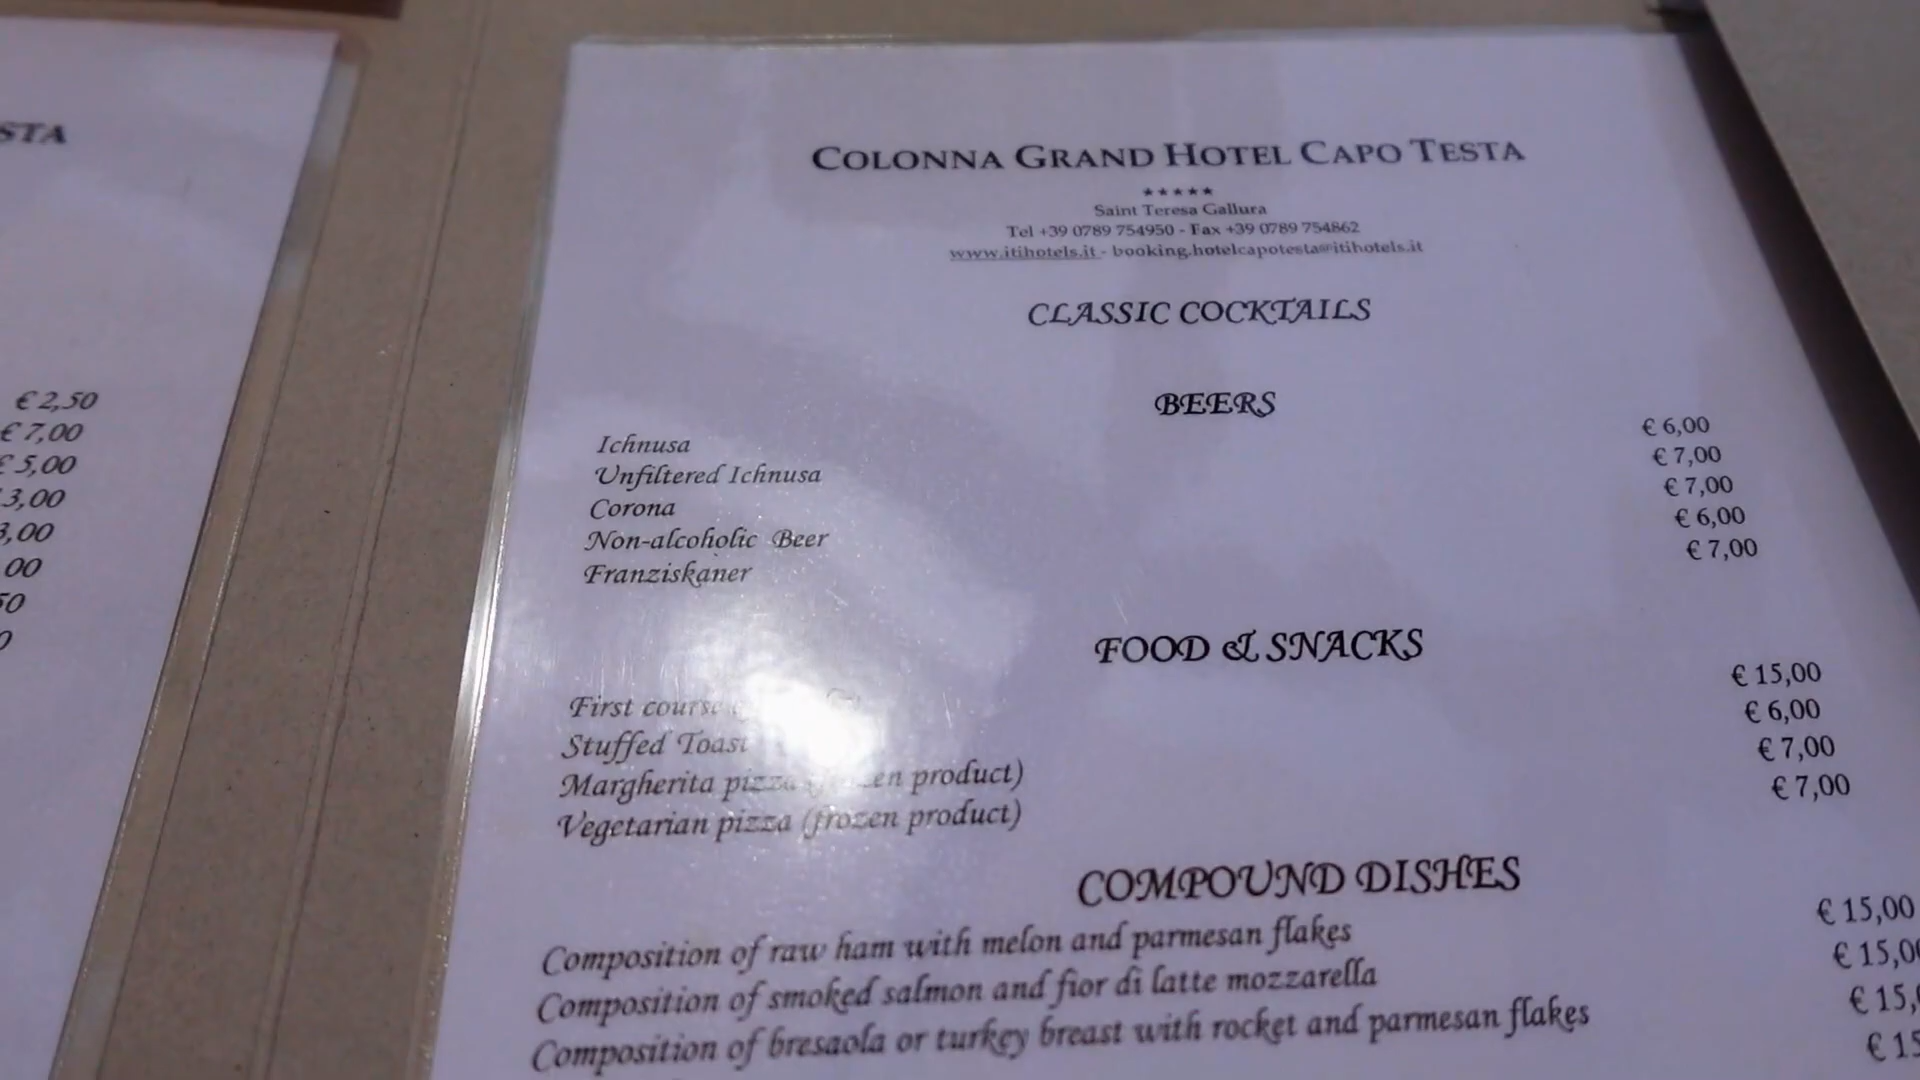 STA
€ 2,50
€ 7,00
€ 5,00
3,00
3,00
00
50
0
COLONNA GRAND HOTEL CAPO TESTA
★★★★★
Saint Teresa Gallura
Tel +39 0789 754950 - Fax +39 0789 754862
www.itihotels.it - booking.hotelcapotesta@itihotels.it
CLASSIC COCKTAILS
BEERS
Ichnusa € 6,00
Unfiltered Ichnusa € 7,00
Corona € 7,00
Non-alcoholic Beer € 6,00
Franziskaner € 7,00
FOOD & SNACKS
First course € 15,00
Stuffed Toast € 6,00
Margherita pizza product) € 7,00
Vegetarian pizza (frozen product) € 7,00
COMPOUND DISHES
Composition of raw ham with melon and parmesan flakes € 15,00
Composition of smoked salmon and fior di latte mozzarella € 15,00
Composition of bresaola or turkey breast with rocket and parmesan flakes € 15,
€ 15